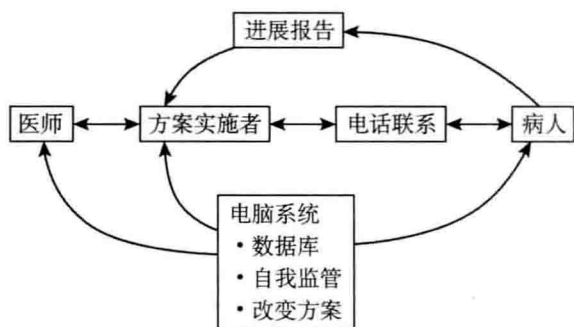 进展报告
医师
方案实施者
电话联系
病人
电脑系统
·数据库
·自我监管
·改变方案